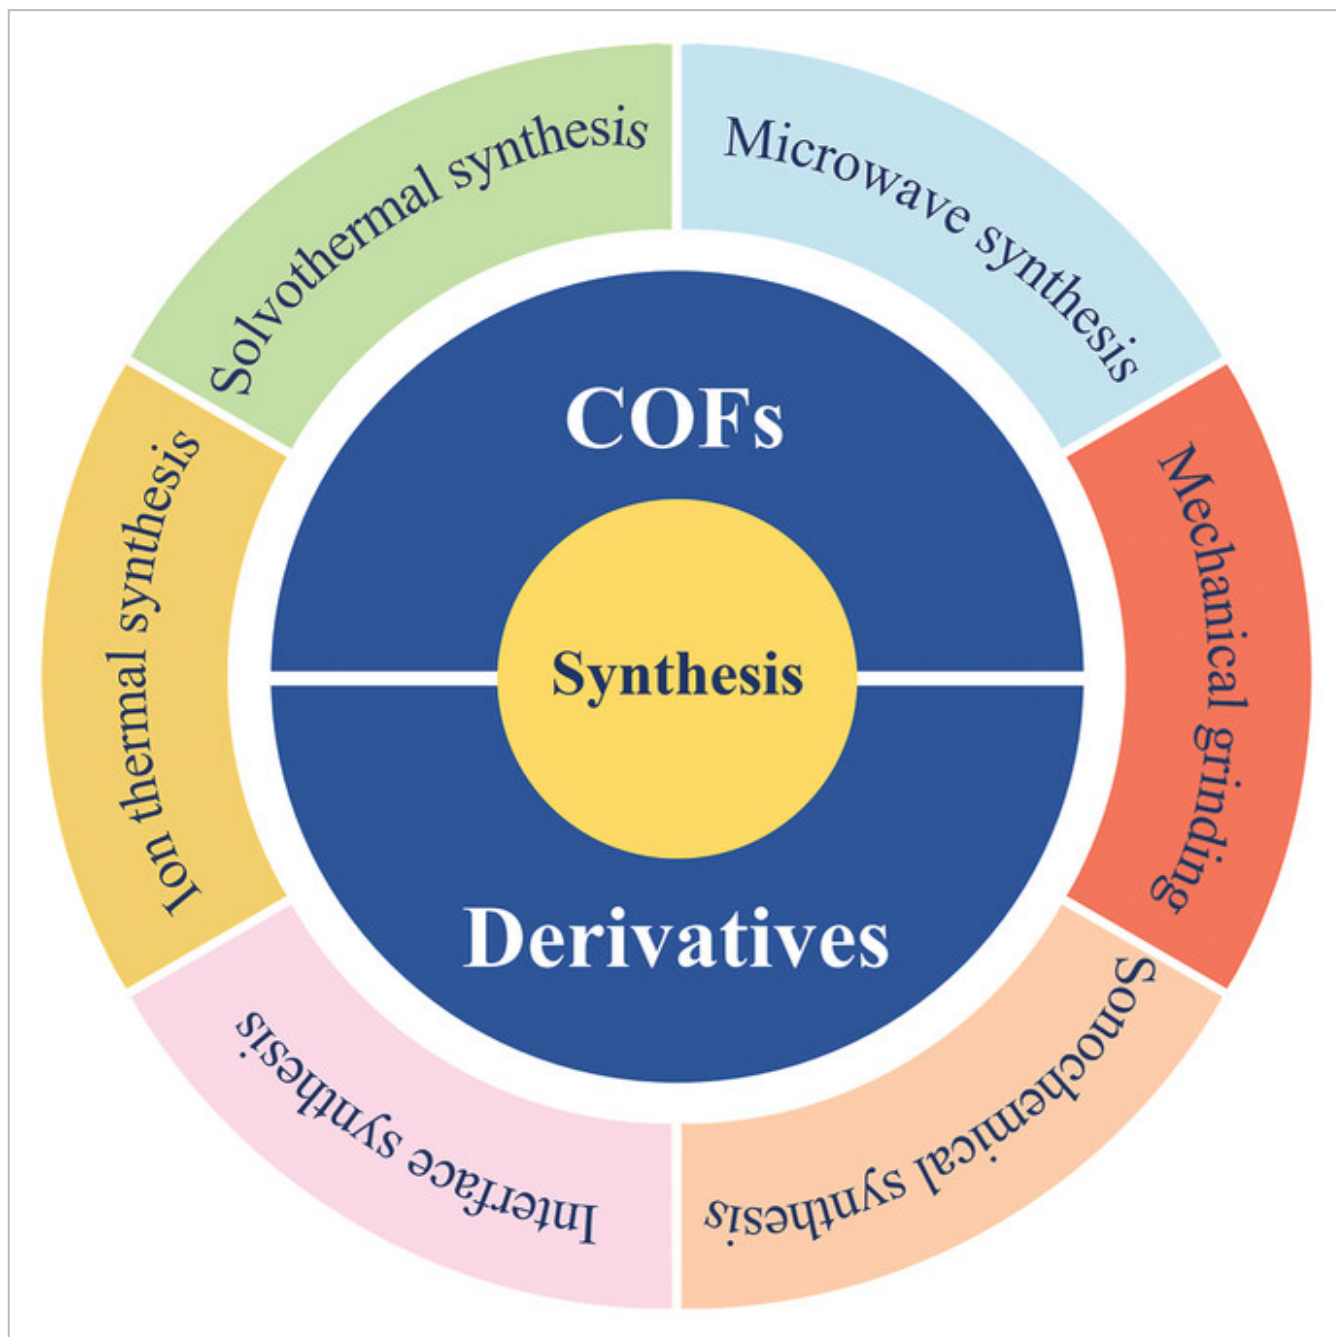 Solvothermal synthesis
Microwave synthesis
Mechanical grinding
Sonochemical synthesis
Interface synthesis
Ion thermal synthesis
COFs
Synthesis
Derivatives